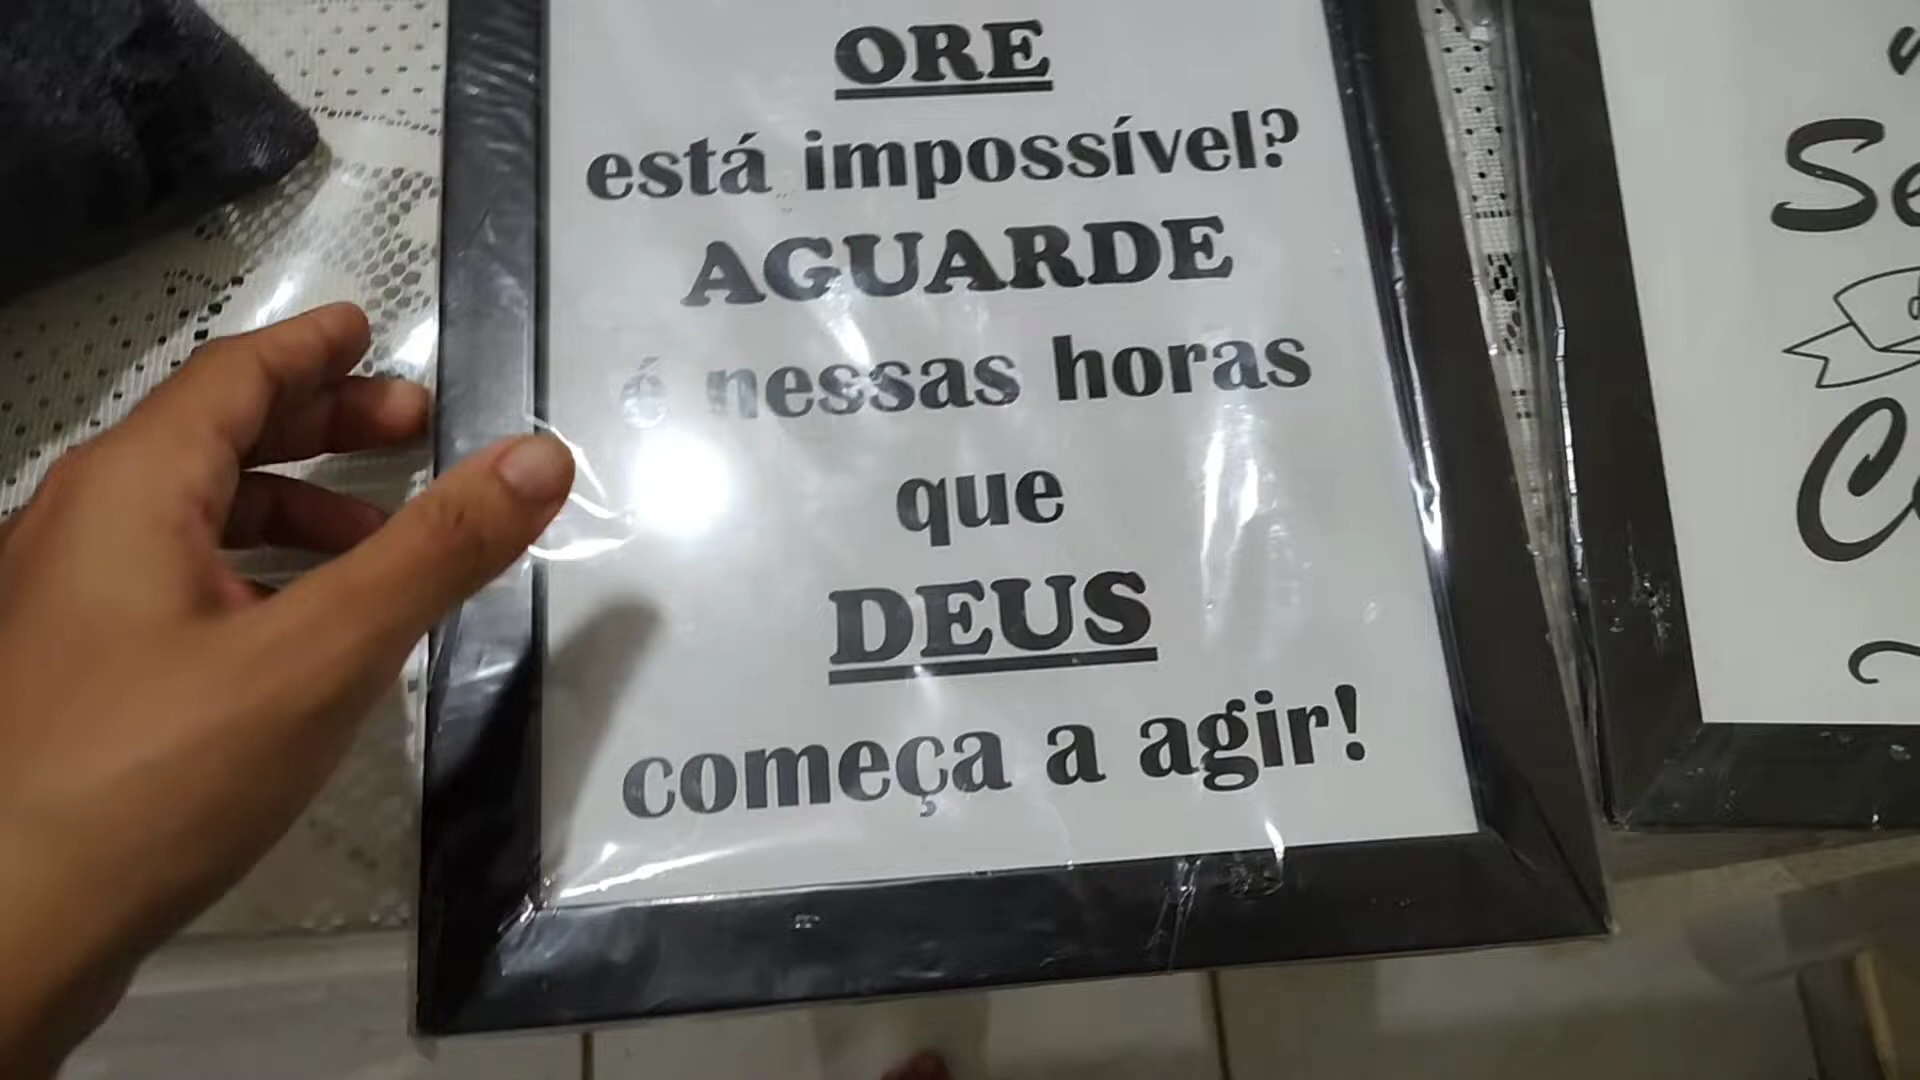 ORE
está impossível?
AGUARDE
é nessas horas
que
DEUS
começa a agir!